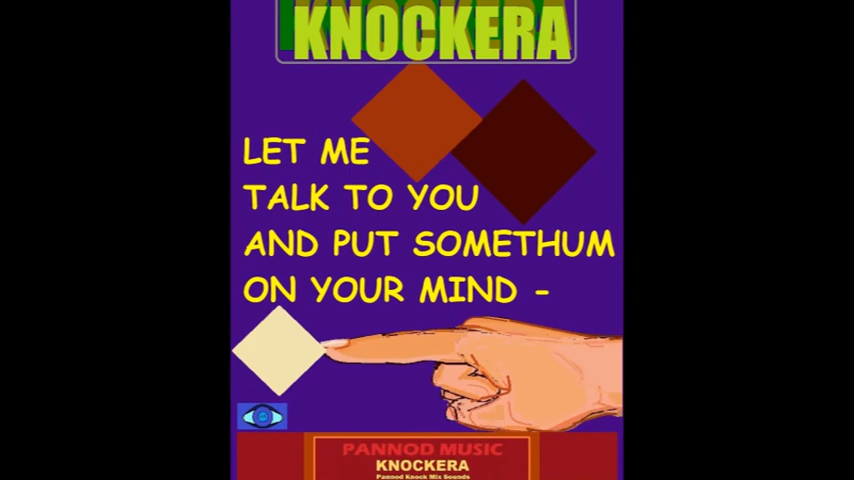 KNOCKERA
LET ME
TALK TO YOU
AND PUT SOMETHUM
ON YOUR MIND -
PANNOD MUSIC
KNOCKERA
Pannod Knock Mix Sounds